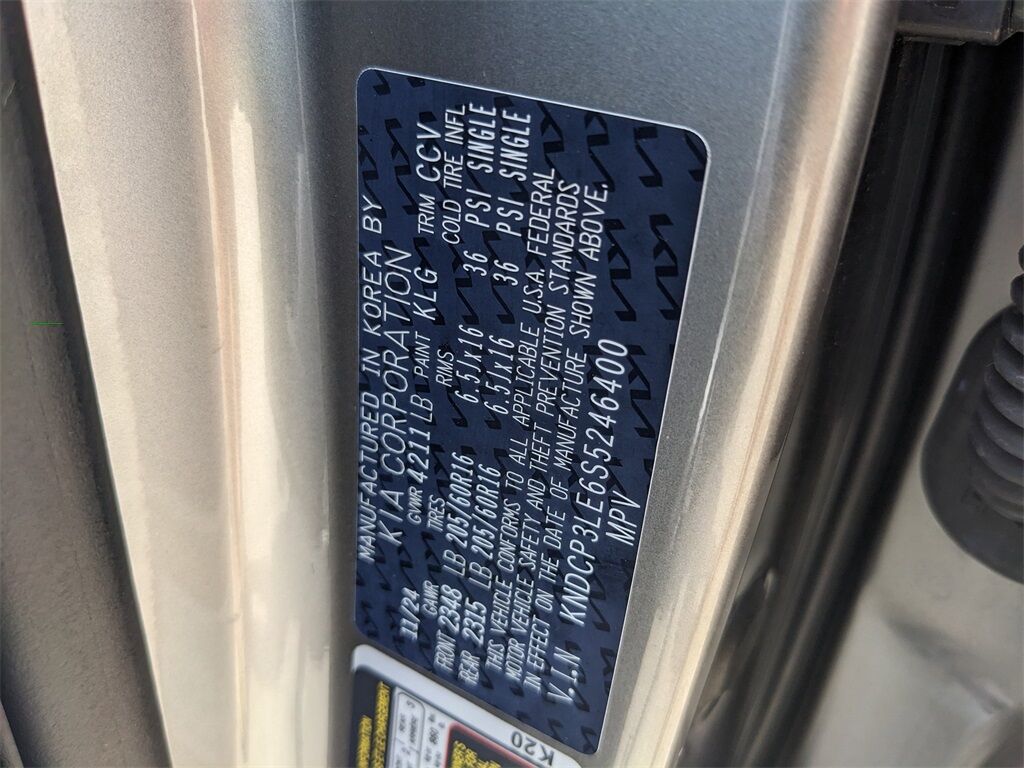 MANUFACTURED IN KOREA BY
KIA CORPORATION
11/24 GVWR 4211 LB PAINT KLG TRIM CCV
GAWR TIRES RIMS COLD TIRE INFL
FRONT 2348 LB 205/60R16 6.5JX16 36 PSI SINGLE
REAR 2315 LB 205/60R16 6.5JX16 36 PSI SINGLE
THIS VEHICLE CONFORMS TO ALL APPLICABLE U.S.A. FEDERAL
MOTOR VEHICLE SAFETY AND THEFT PREVENTION STANDARDS
IN EFFECT ON THE DATE OF MANUFACTURE SHOWN ABOVE.
V.I.N KNDCP3LE6S5246400
MPV
K20